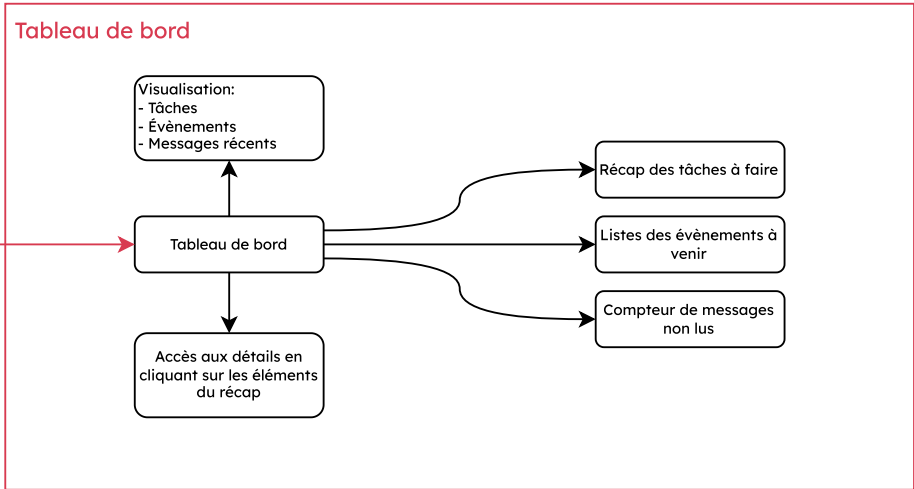 Tableau de bord
Visualisation:
- Tâches
- Évènements
- Messages récents
Récap des tâches à faire
Tableau de bord
Listes des évènements à
venir
Compteur de messages
non lus
Accès aux détails en
cliquant sur les éléments
du récap